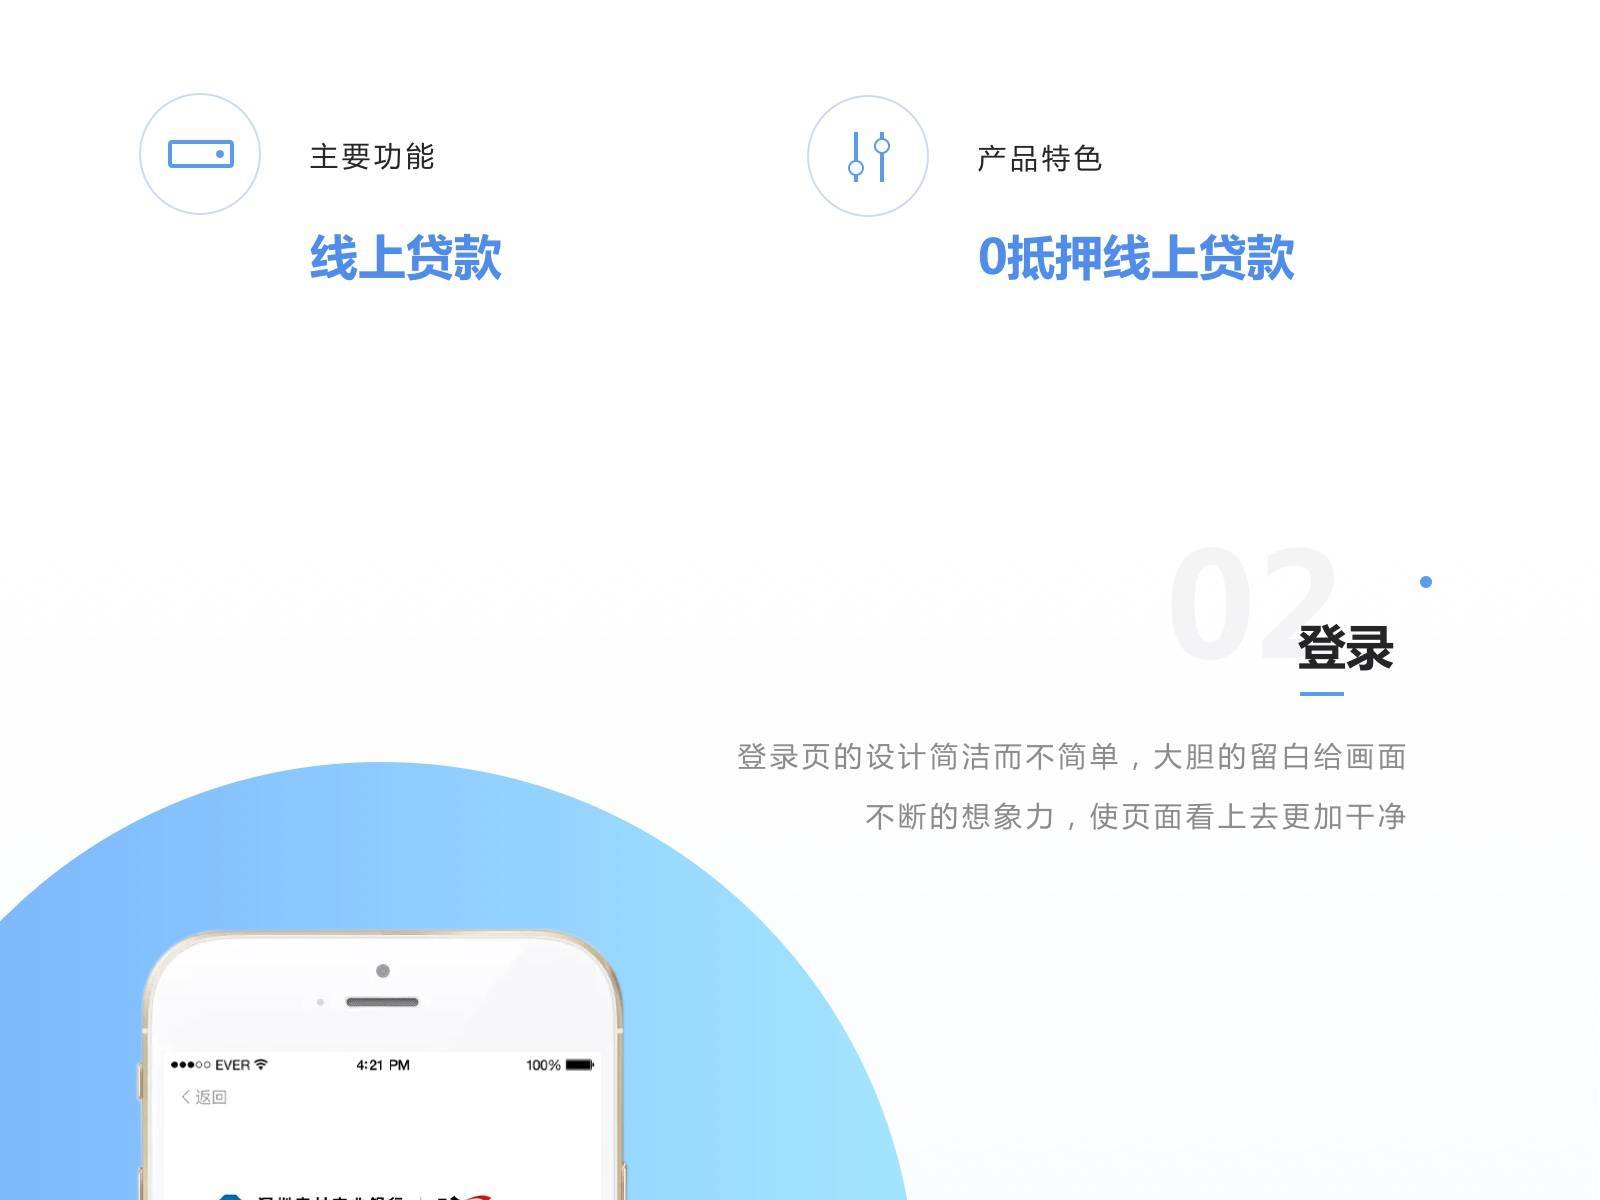 主要功能
线上贷款
产品特色
0抵押线上贷款
02
登录
登录页的设计简洁而不简单，大胆的留白给画面
不断的想象力，使页面看上去更加干净
EVER 4:21 PM 100%
返回